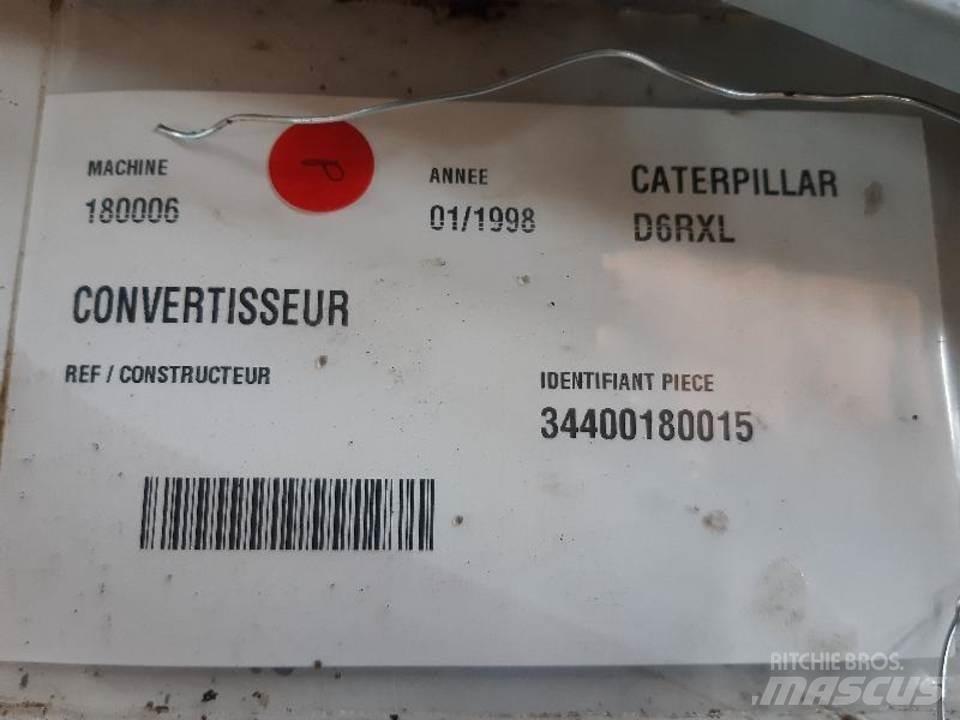 MACHINE
180006
ANNEE
01/1998
CATERPILLAR
D6RXL
CONVERTISSEUR
REF / CONSTRUCTEUR
IDENTIFIANT PIECE
34400180015
RITCHIE BROS.
MASCUS